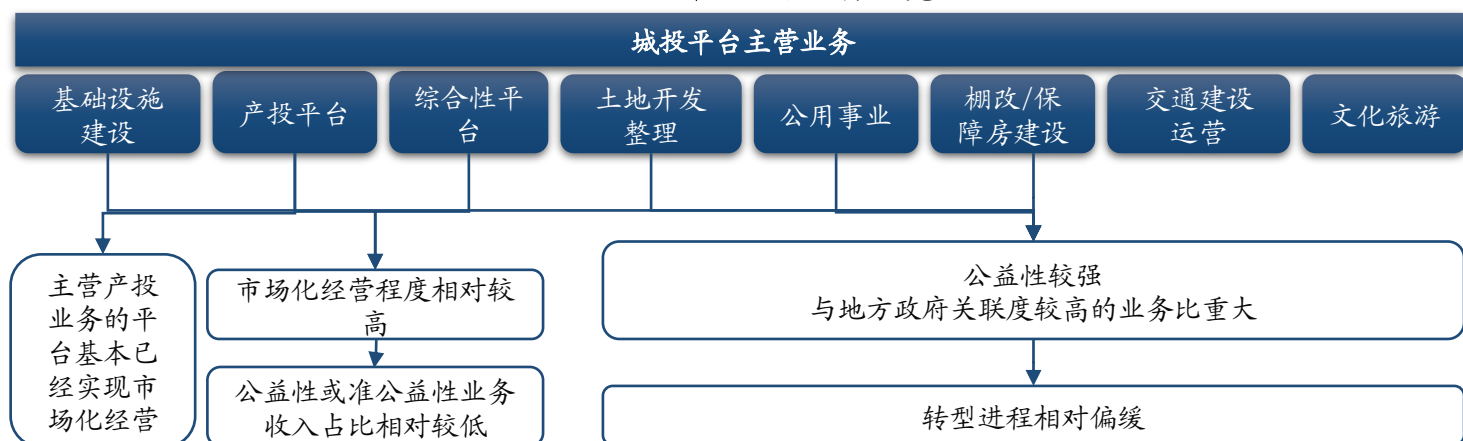 城投平台主营业务
基础设施
建设
产投平台
综合性平
台
土地开发
整理
公用事业
棚改/保
障房建设
交通建设
运营
文化旅游
主营产投
业务的平
台基本已
经实现市
场化经营
市场化经营程度相对较
高
公益性或准公益性业务
收入占比相对较低
公益性较强
与地方政府关联度较高的业务比重大
转型进程相对偏缓